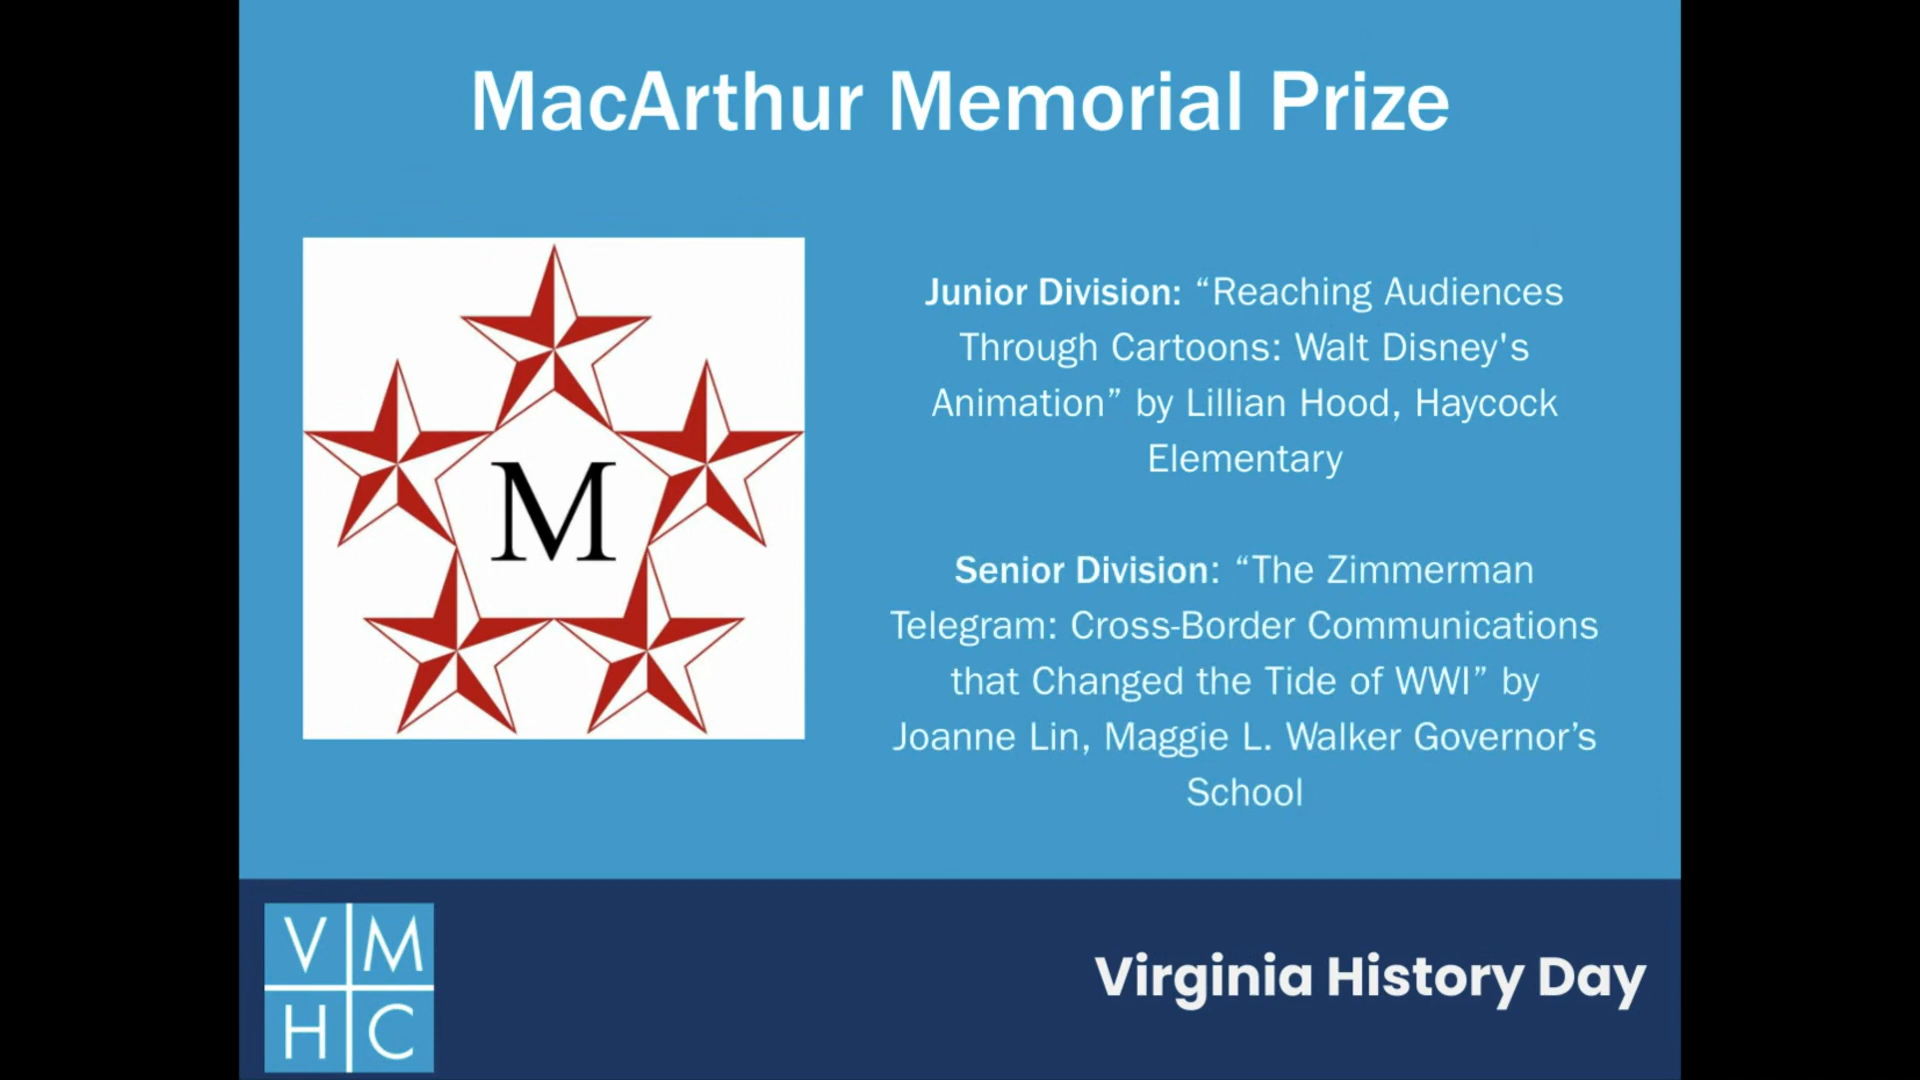 MacArthur Memorial Prize
M
Junior Division: “Reaching Audiences
Through Cartoons: Walt Disney's
Animation” by Lillian Hood, Haycock
Elementary
Senior Division: “The Zimmerman
Telegram: Cross-Border Communications
that Changed the Tide of WWI” by
Joanne Lin, Maggie L. Walker Governor’s
School
V M
H C
Virginia History Day